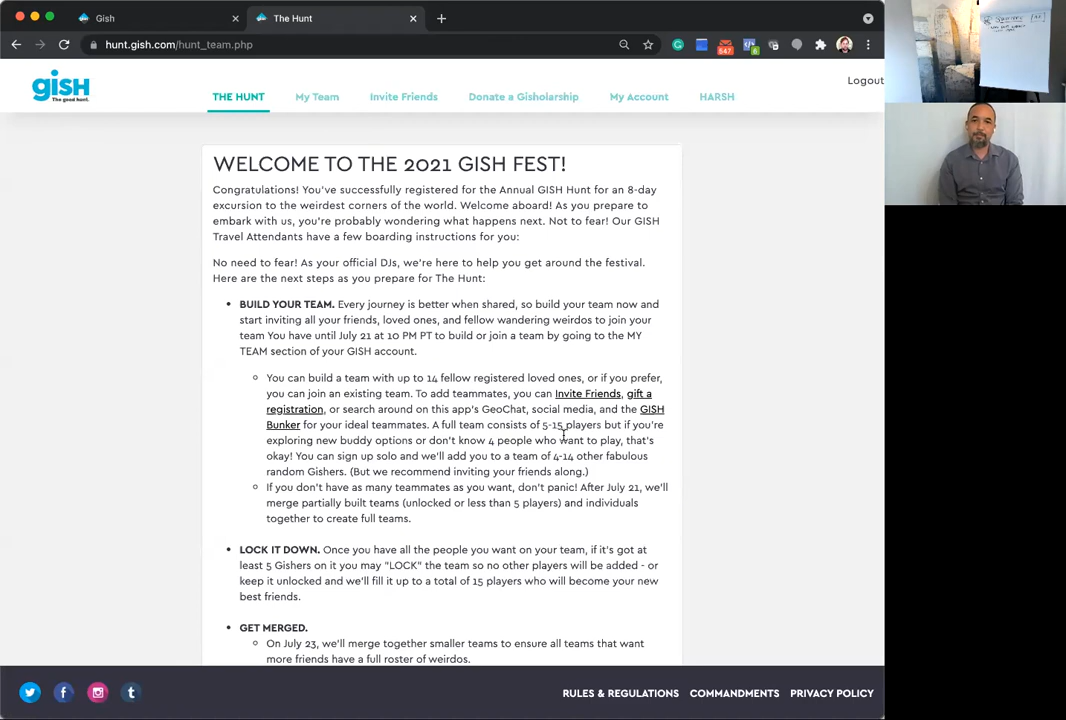 Gish
The Hunt
hunt.gish.com/hunt_team.php
547
6
Logout
gish
The good hunt.
THE HUNT My Team Invite Friends Donate a Gisholarship My Account HARSH
WELCOME TO THE 2021 GISH FEST!
Congratulations! You've successfully registered for the Annual GISH Hunt for an 8-day
excursion to the weirdest corners of the world. Welcome aboard! As you prepare to
embark with us, you're probably wondering what happens next. Not to fear! Our GISH
Travel Attendants have a few boarding instructions for you:
No need to fear! As your official DJs, we're here to help you get around the festival.
Here are the next steps as you prepare for The Hunt:
• BUILD YOUR TEAM. Every journey is better when shared, so build your team now and
start inviting all your friends, loved ones, and fellow wandering weirdos to join your
team You have until July 21 at 10 PM PT to build or join a team by going to the MY
TEAM section of your GISH account.
○ You can build a team with up to 14 fellow registered loved ones, or if you prefer,
you can join an existing team. To add teammates, you can Invite Friends, gift a
registration, or search around on this app's GeoChat, social media, and the GISH
Bunker for your ideal teammates. A full team consists of 5-15 players but if you're
exploring new buddy options or don't know 4 people who want to play, that's
okay! You can sign up solo and we'll add you to a team of 4-14 other fabulous
random Gishers. (But we recommend inviting your friends along.)
○ If you don't have as many teammates as you want, don't panic! After July 21, we'll
merge partially built teams (unlocked or less than 5 players) and individuals
together to create full teams.
• LOCK IT DOWN. Once you have all the people you want on your team, if it's got at
least 5 Gishers on it you may "LOCK" the team so no other players will be added - or
keep it unlocked and we'll fill it up to a total of 15 players who will become your new
best friends.
• GET MERGED.
○ On July 23, we'll merge together smaller teams to ensure all teams that want
more friends have a full roster of weirdos.
RULES & REGULATIONS COMMANDMENTS PRIVACY POLICY